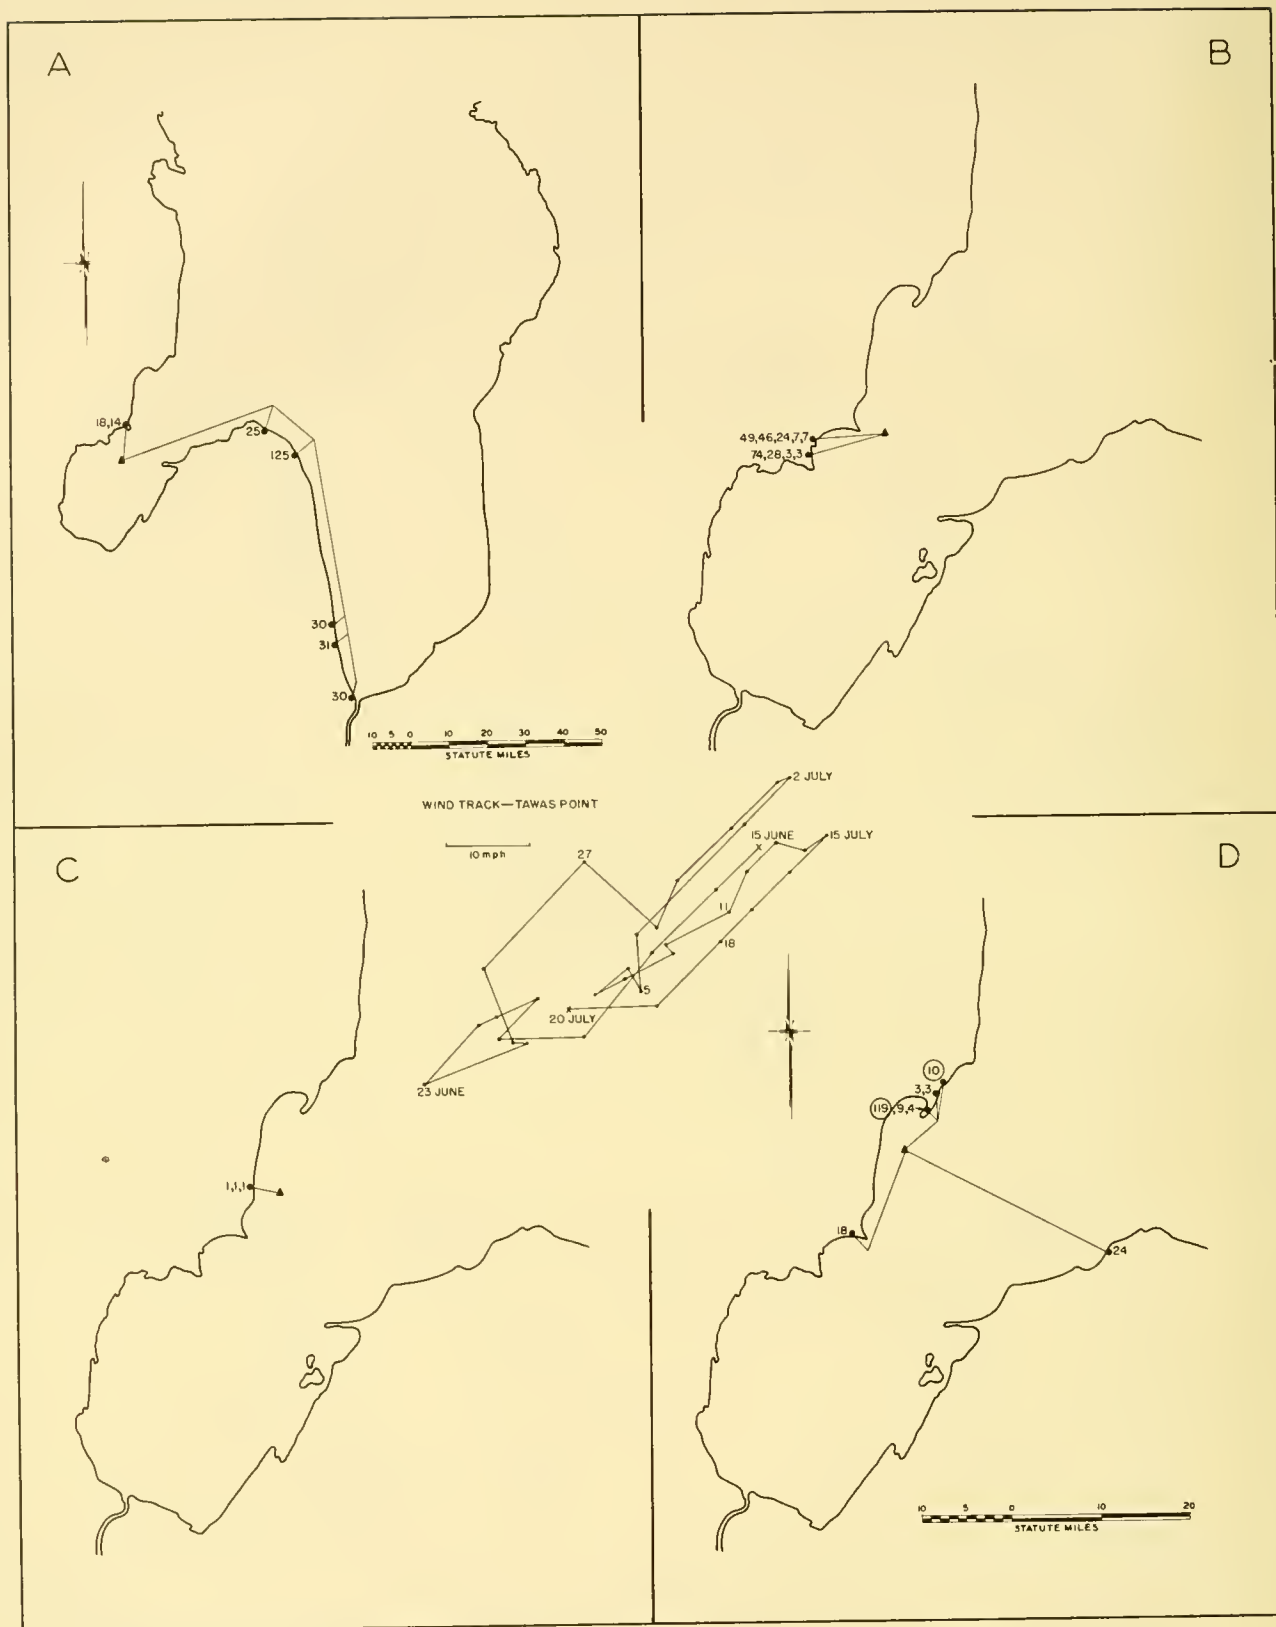 A
B
18,14
25
125
30
31
30
10 5 0 10 20 30 40 50
STATUTE MILES
49,46,24,7,7
74,28,3,3
WIND TRACK—TAWAS POINT
10 mph
2 JULY
15 JUNE
x
15 JULY
27
11
18
5
20 JULY
23 JUNE
C
D
1,1,1
10
3,3
119,9,4
18
24
10 5 0 10 20
STATUTE MILES